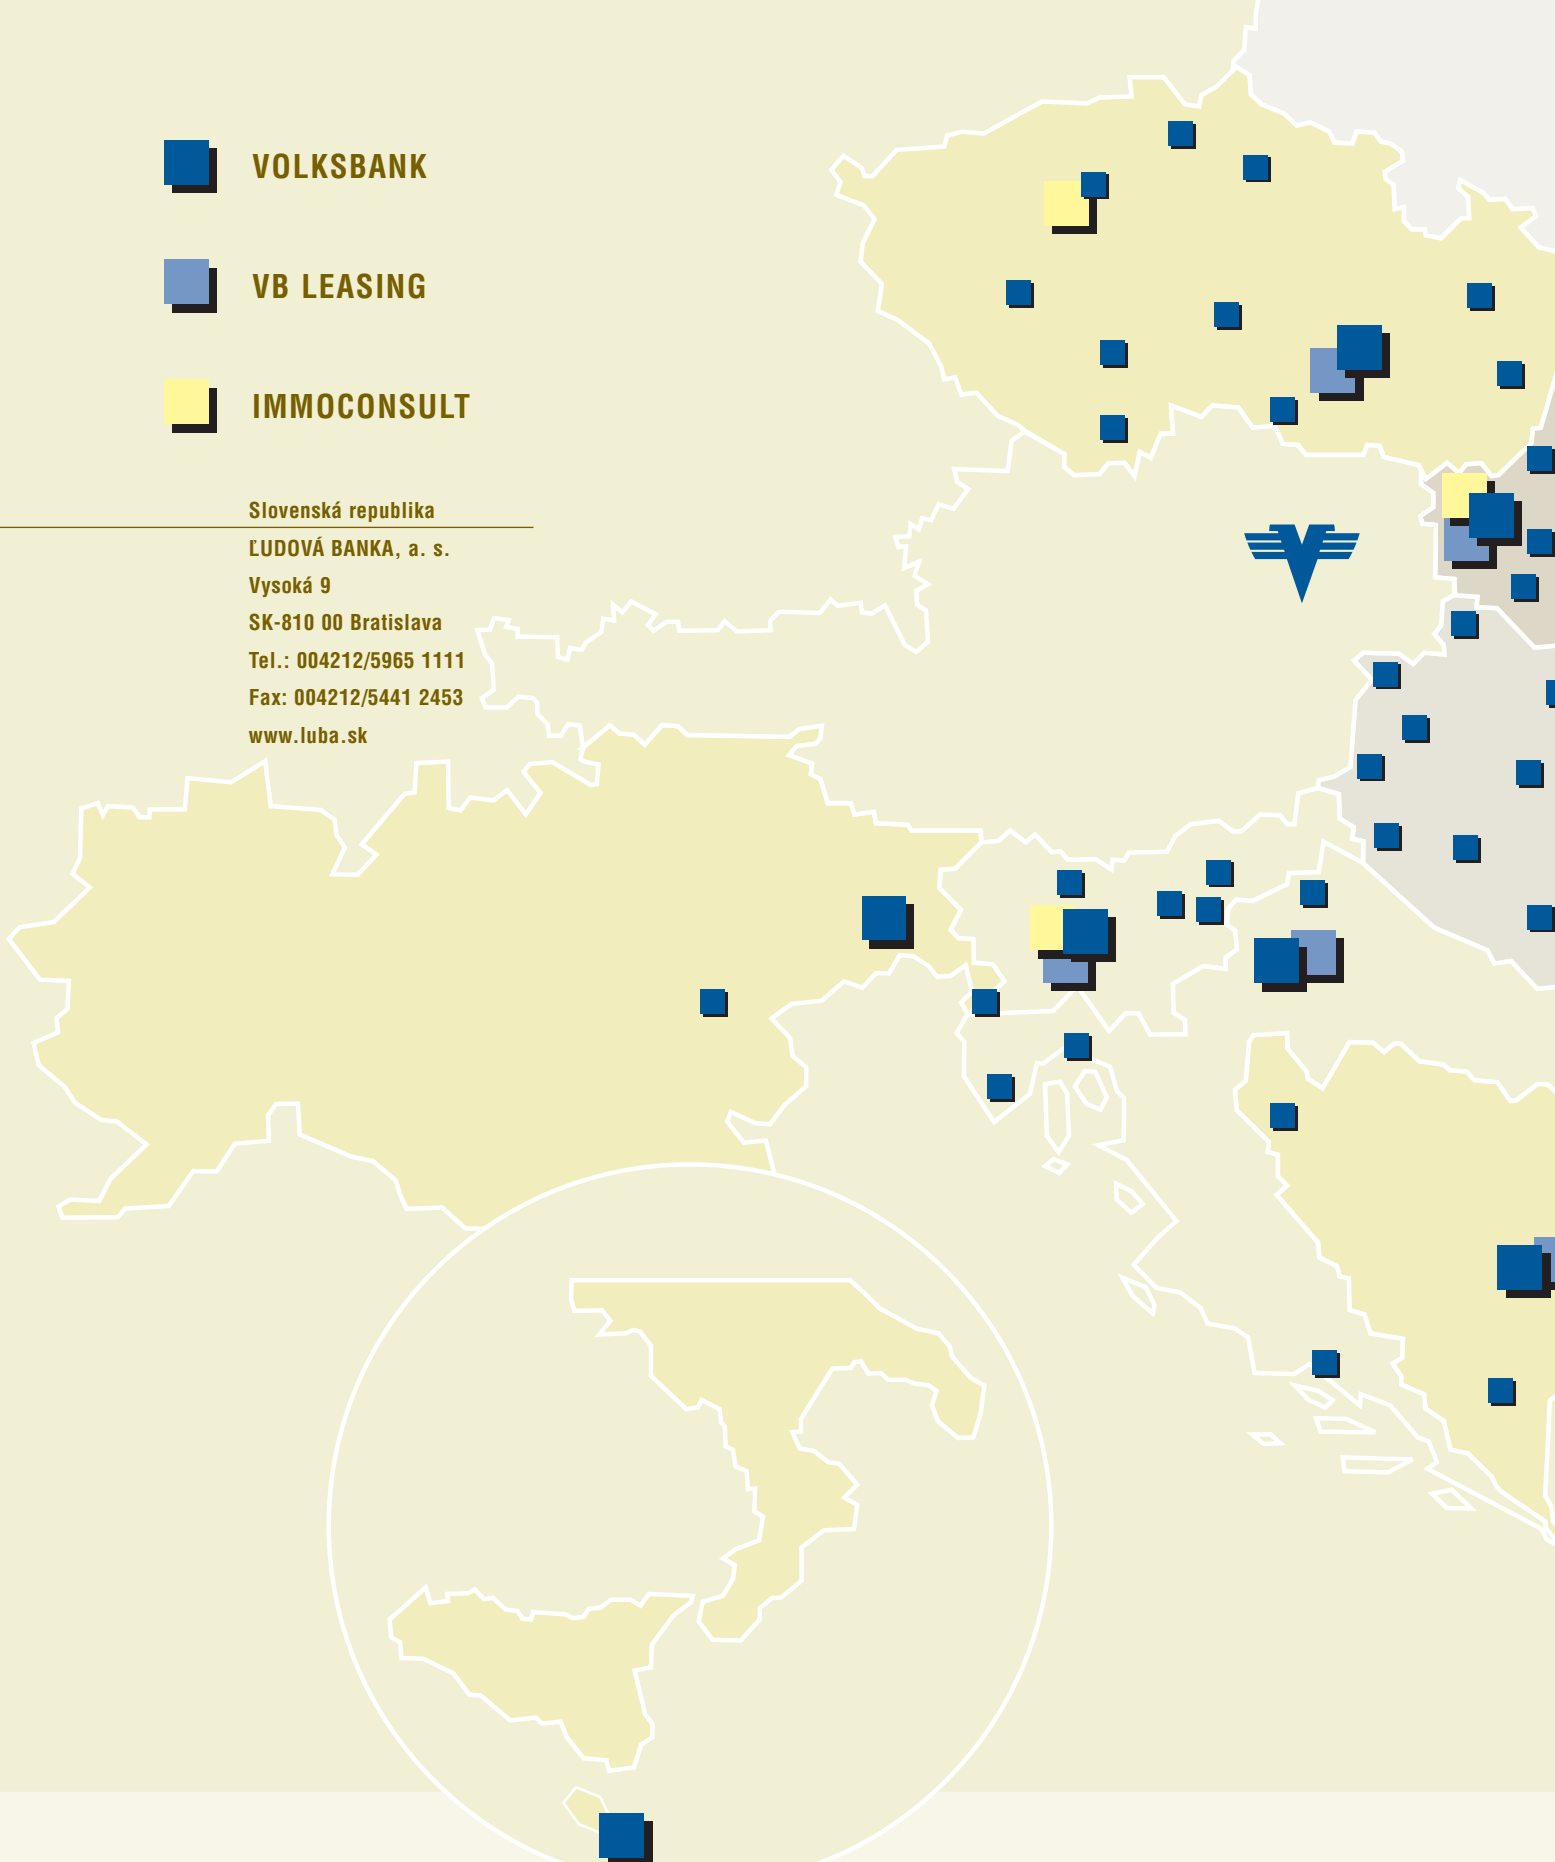 VOLKSBANK
VB LEASING
IMMOCONSULT
Slovenská republika
ĽUDOVÁ BANKA, a. s.
Vysoká 9
SK-810 00 Bratislava
Tel.: 004212/5965 1111
Fax: 004212/5441 2453
www.luba.sk